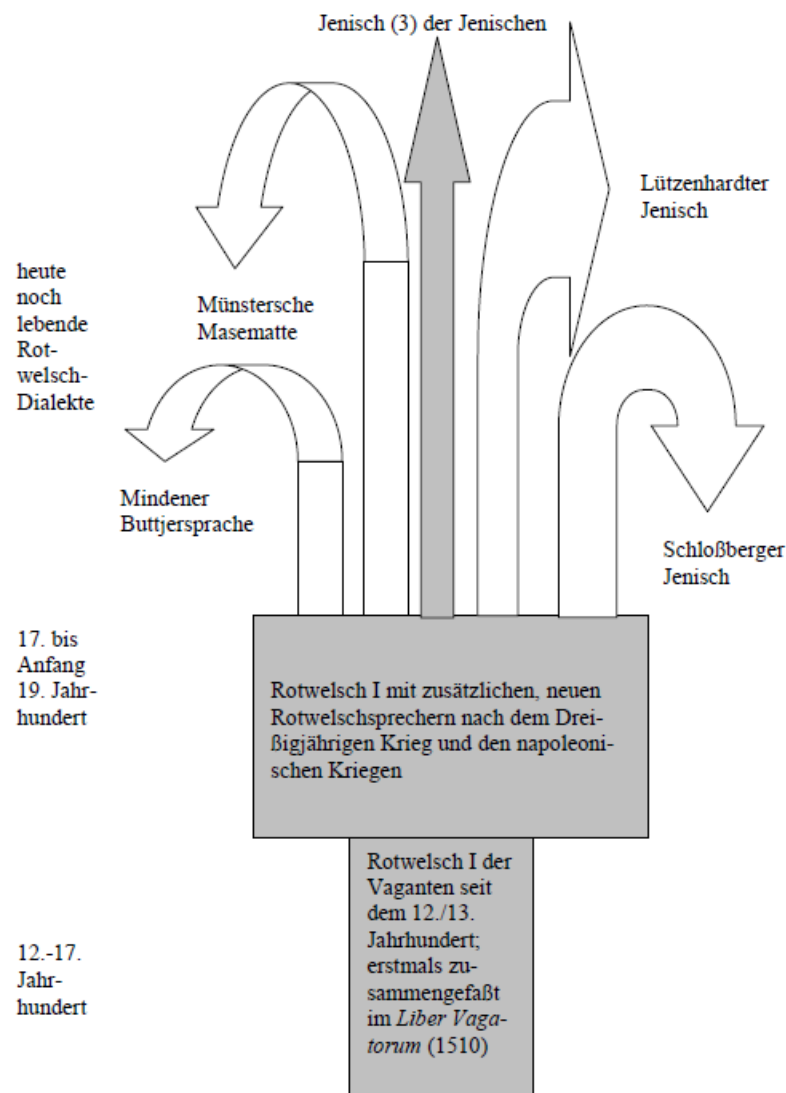 Jenisch (3) der Jenischen
Lützenhardter
Jenisch
heute
noch
lebende
Rot-
welsch-
Dialekte
Münstersche
Masematte
Mindener
Buttjersprache
Schloßberger
Jenisch
17. bis
Anfang
19. Jahr-
hundert
Rotwelsch I mit zusätzlichen, neuen
Rotwelschsprechern nach dem Drei-
ßigjährigen Krieg und den napoleoni-
schen Kriegen
Rotwelsch I der
Vaganten seit
dem 12./13.
Jahrhundert;
erstmals zu-
sammengefaßt
im Liber Vaga-
torum (1510)
12.-17.
Jahr-
hundert